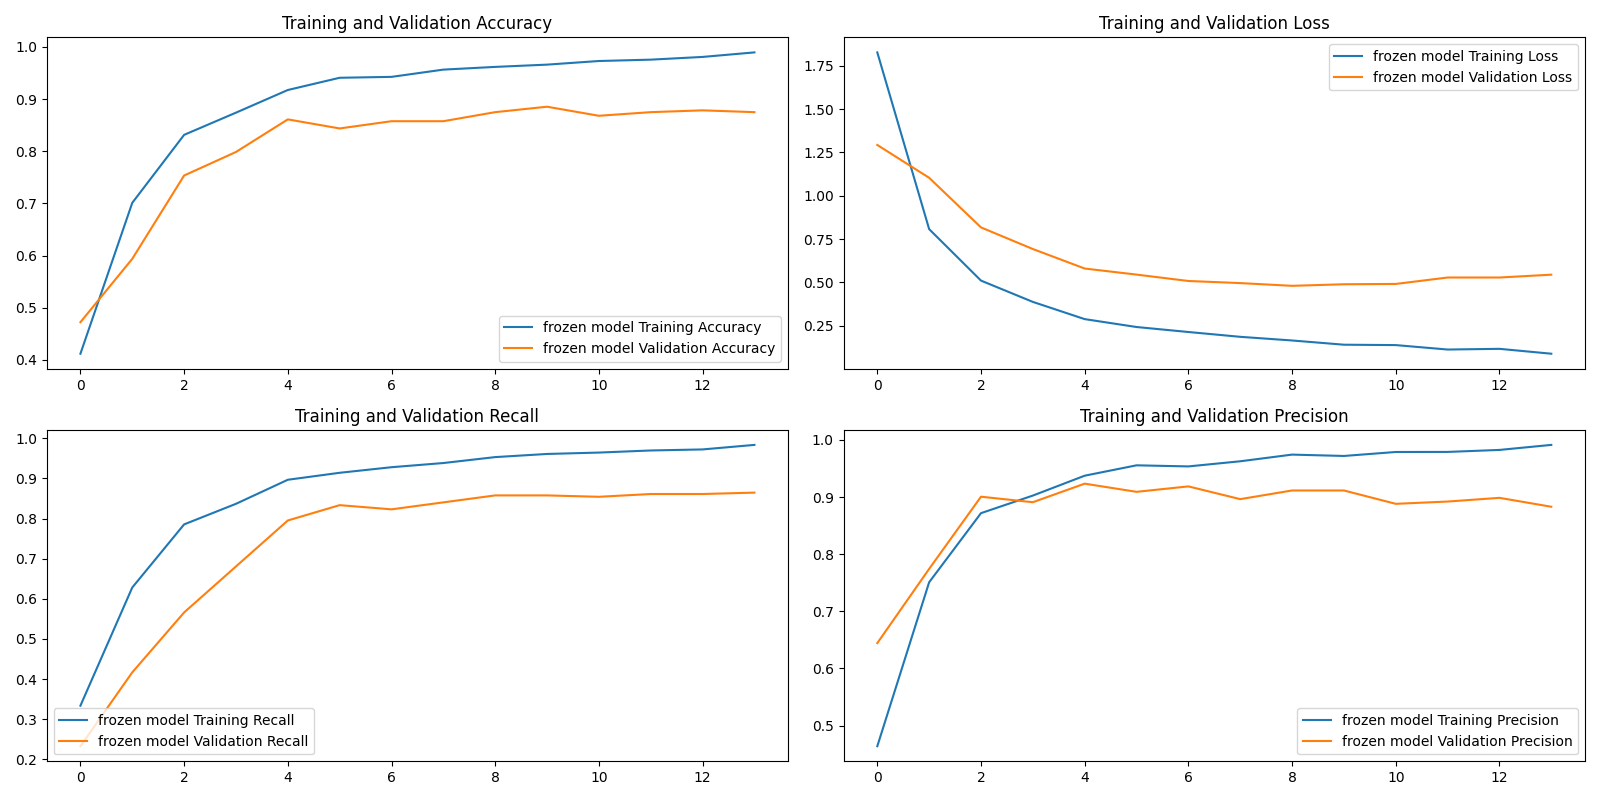 Training and Validation Accuracy
1.0
0.9
0.8
0.7
0.6
0.5
0.4
frozen model Training Accuracy
frozen model Validation Accuracy
0 2 4 6 8 10 12
Training and Validation Loss
1.75
1.50
1.25
1.00
0.75
0.50
0.25
frozen model Training Loss
frozen model Validation Loss
0 2 4 6 8 10 12
Training and Validation Recall
1.0
0.9
0.8
0.7
0.6
0.5
0.4
0.3
0.2
frozen model Training Recall
frozen model Validation Recall
0 2 4 6 8 10 12
Training and Validation Precision
1.0
0.9
0.8
0.7
0.6
0.5
frozen model Training Precision
frozen model Validation Precision
0 2 4 6 8 10 12